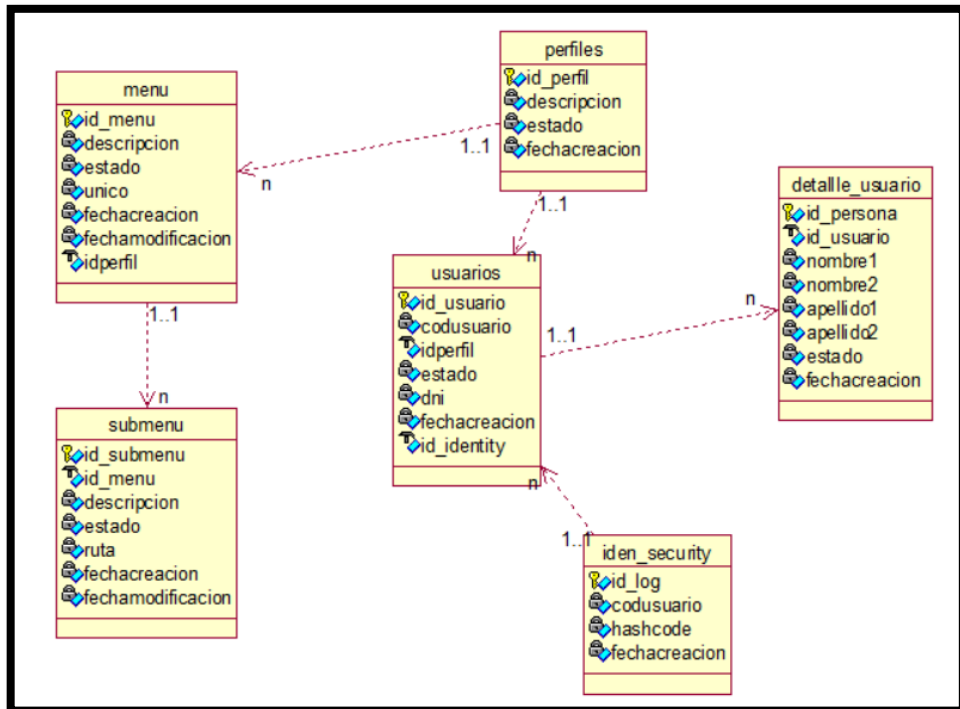 menu
id_menu
descripcion
estado
unico
fechacreacion
fechamodificacion
idperfil
perfiles
id_perfil
descripcion
estado
fechacreacion
1..1
n
1..1
n
detallle_usuario
id_persona
id_usuario
nombre1
nombre2
apellido1
apellido2
estado
fechacreacion
usuarios
id_usuario
codusuario
idperfil
estado
dni
fechacreacion
id_identity
1..1
n
1..1
n
submenu
id_submenu
id_menu
descripcion
estado
ruta
fechacreacion
fechamodificacion
n
1..1
iden_security
id_log
codusuario
hashcode
fechacreacion